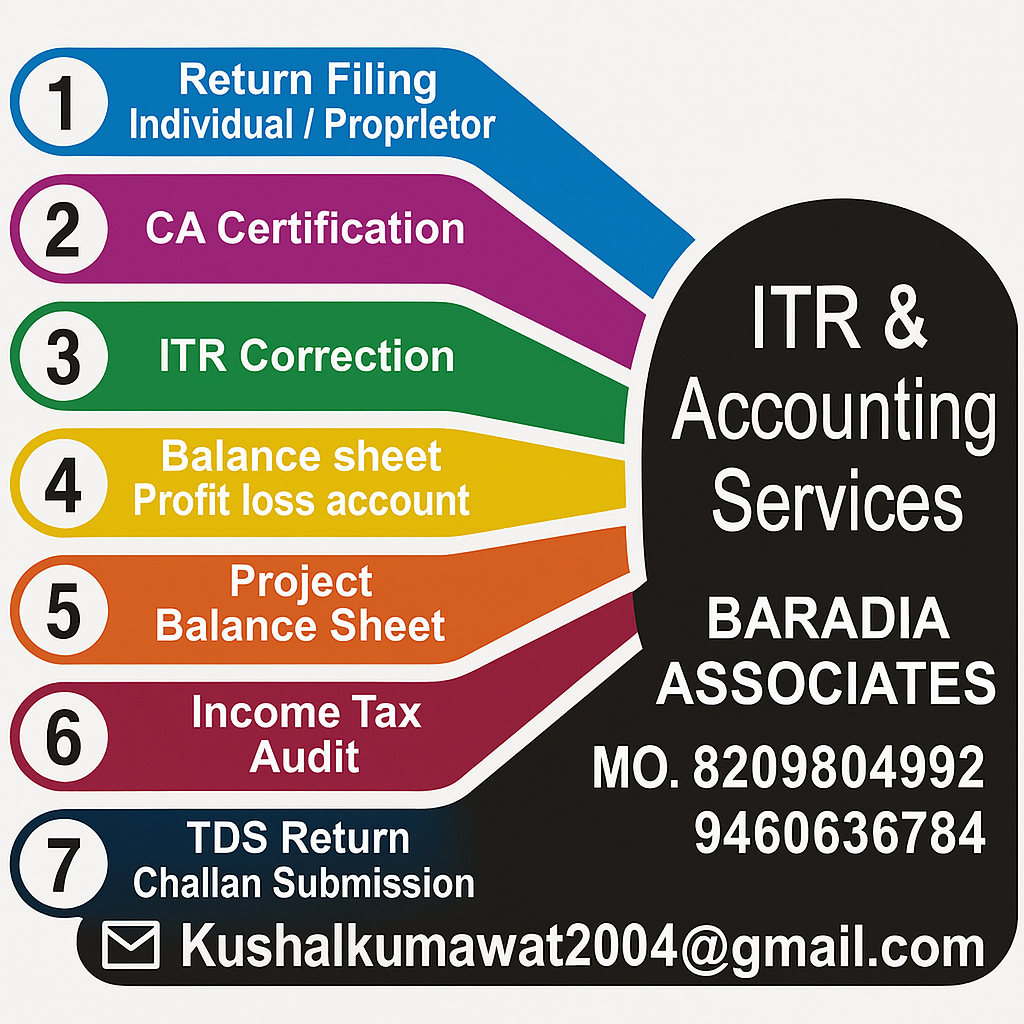 1
Return Filing
Individual / Proprletor
2
CA Certification
3
ITR Correction
4
Balance sheet
Profit loss account
5
Project
Balance Sheet
6
Income Tax
Audit
7
TDS Return
Challan Submission
ITR &
Accounting
Services
BARADIA
ASSOCIATES
MO. 8209804992
9460636784
Kushalkumawat2004@gmail.com